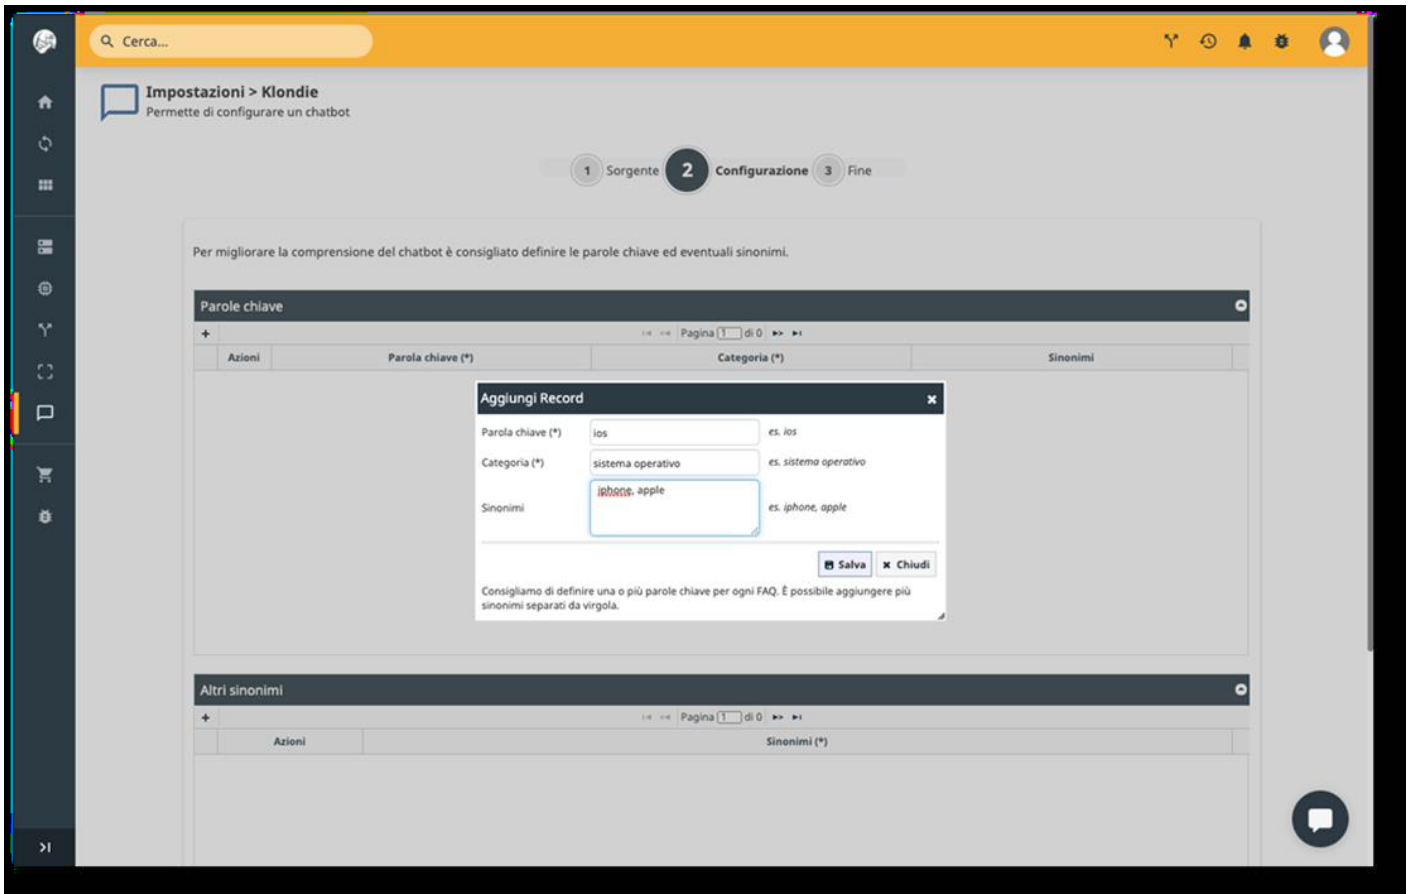 Cerca...
Impostazioni > Klondie
Permette di configurare un chatbot
1 Sorgente 2 Configurazione 3 Fine
Per migliorare la comprensione del chatbot è consigliato definire le parole chiave ed eventuali sinonimi.
Parole chiave
+ Pagina 1 di 0
Azioni Parola chiave (*) Categoria (*) Sinonimi
Aggiungi Record
Parola chiave (*) ios es. ios
Categoria (*) sistema operativo es. sistema operativo
iphone, apple
Sinonimi es. iphone, apple
Salva Chiudi
Consigliamo di definire una o più parole chiave per ogni FAQ. È possibile aggiungere più
sinonimi separati da virgola.
Altri sinonimi
+ Pagina 1 di 0
Azioni Sinonimi (*)